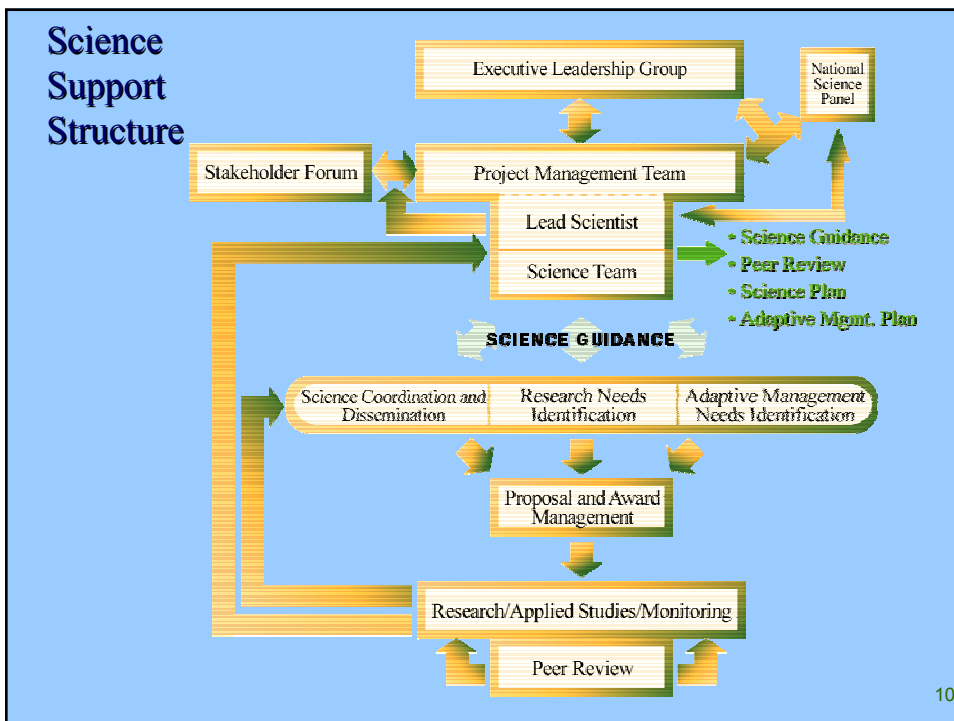 Science
Support
Structure
Executive Leadership Group
National
Science
Panel
Stakeholder Forum
Project Management Team
Lead Scientist
Science Team
• Science Guidance
• Peer Review
• Science Plan
• Adaptive Mgmt. Plan
SCIENCE GUIDANCE
Science Coordination and
Dissemination
Research Needs
Identification
Adaptive Management
Needs Identification
Proposal and Award
Management
Research/Applied Studies/Monitoring
Peer Review
10